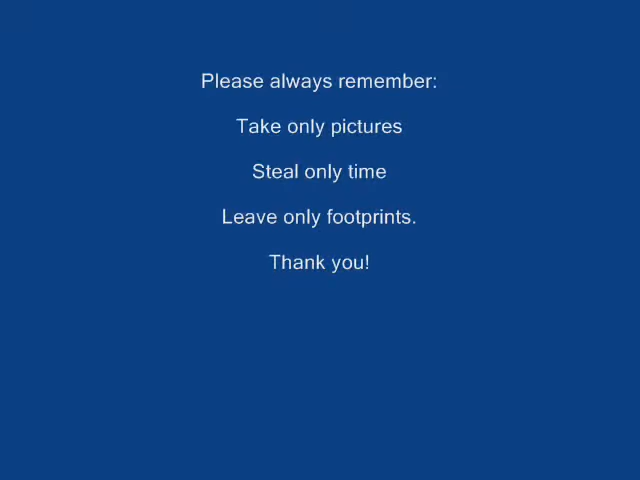 Please always remember:
Take only pictures
Steal only time
Leave only footprints.
Thank you!